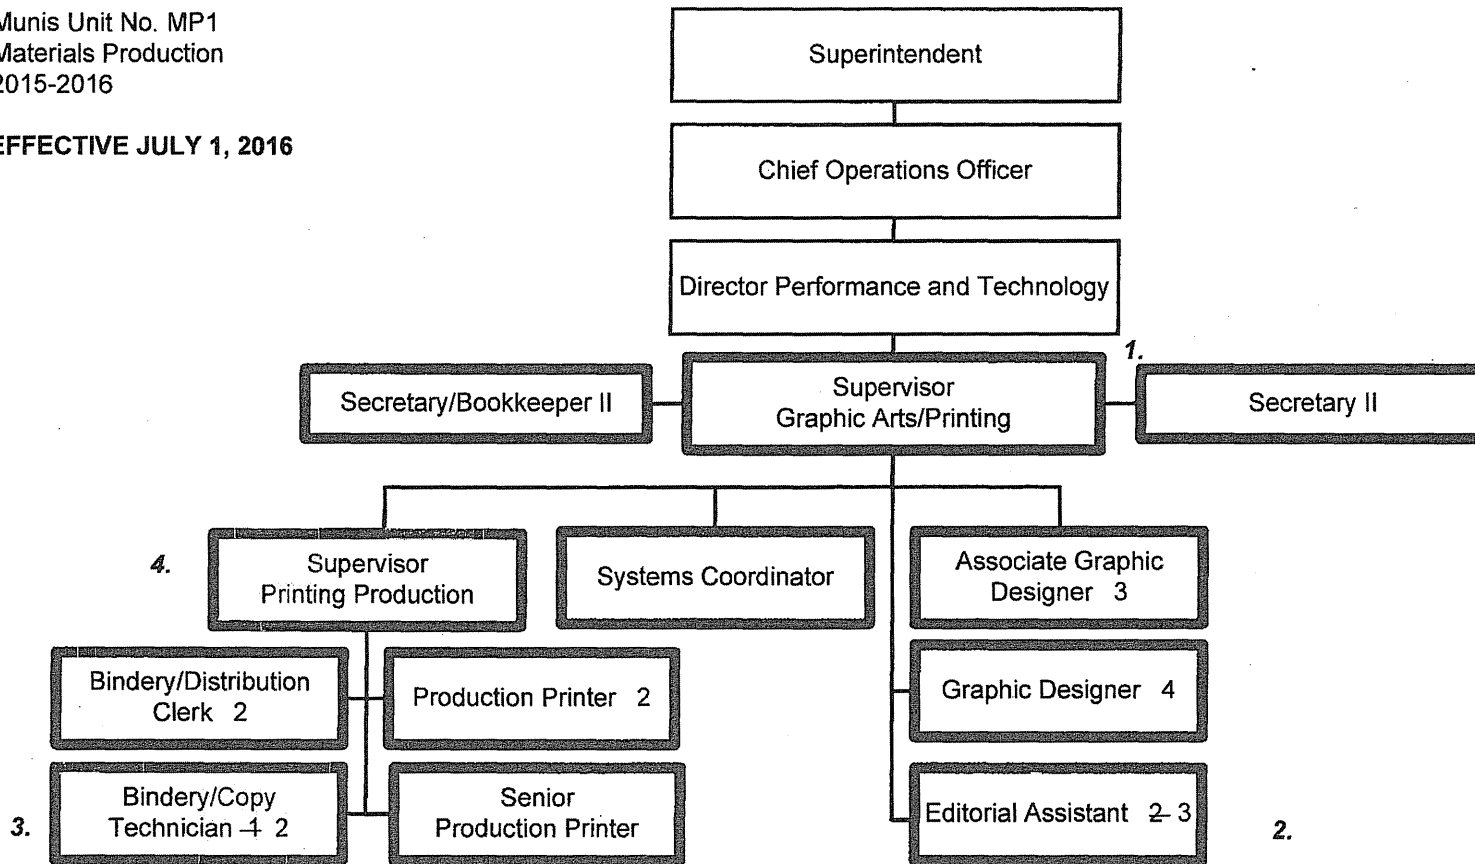 Munis Unit No. MP1
Materials Production
2015-2016
EFFECTIVE JULY 1, 2016
Superintendent
Chief Operations Officer
Director Performance and Technology
1.
Secretary/Bookkeeper II
Supervisor
Graphic Arts/Printing
Secretary II
4.
Supervisor
Printing Production
Systems Coordinator
Associate Graphic
Designer 3
Bindery/Distribution
Clerk 2
Production Printer 2
Graphic Designer 4
3.
Bindery/Copy
Technician 1 2
Senior
Production Printer
Editorial Assistant 2 3
2.